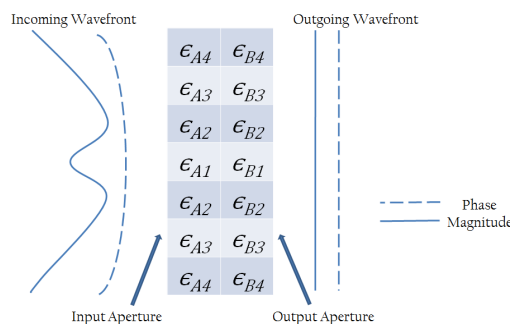 Incoming Wavefront
Outgoing Wavefront
ϵA4 ϵB4
ϵA3 ϵB3
ϵA2 ϵB2
ϵA1 ϵB1
ϵA2 ϵB2
ϵA3 ϵB3
ϵA4 ϵB4
Phase
Magnitude
Input Aperture
Output Aperture